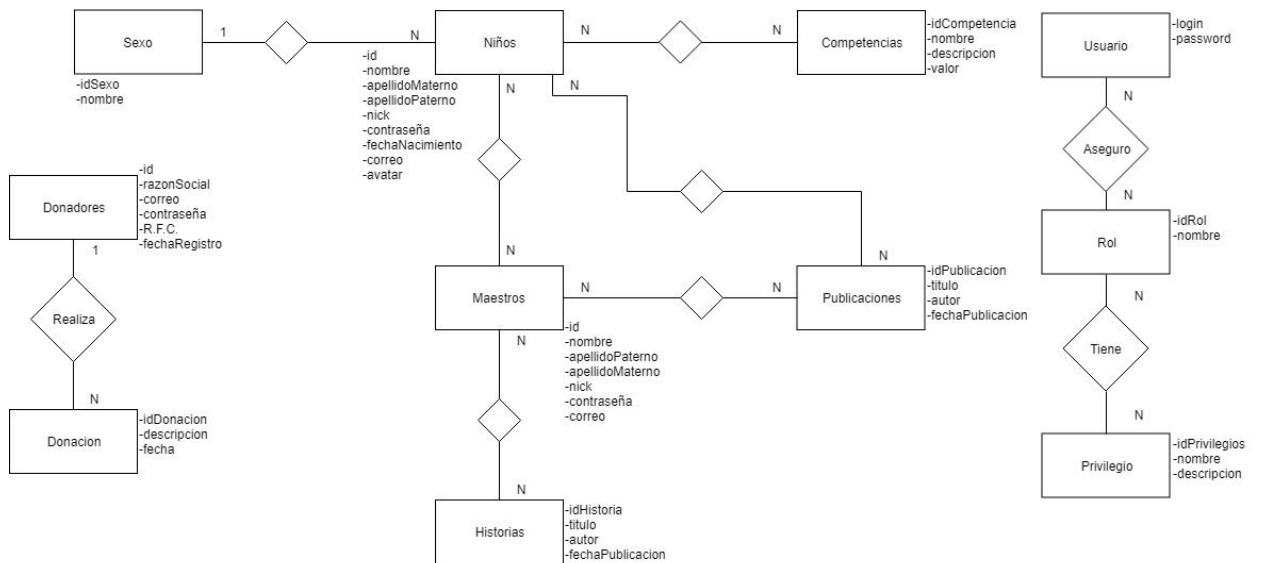 Sexo
1
N
-idSexo
-nombre
Niños
-id
-nombre
-apellidoMaterno
-apellidoPaterno
-nick
-contraseña
-fechaNacimiento
-correo
-avatar
N
N
Competencias
-idCompetencia
-nombre
-descripcion
-valor
N
N
Usuario
-login
-password
N
Aseguro
N
Rol
-idRol
-nombre
N
Tiene
N
Privilegio
-idPrivilegios
-nombre
-descripcion
Donadores
-id
-razonSocial
-correo
-contraseña
-R.F.C.
-fechaRegistro
1
Realiza
N
Donacion
-idDonacion
-descripcion
-fecha
N
Maestros
-id
-nombre
-apellidoPaterno
-apellidoMaterno
-nick
-contraseña
-correo
N
N
N
Publicaciones
-idPublicacion
-titulo
-autor
-fechaPublicacion
N
N
Historias
-idHistoria
-titulo
-autor
-fechaPublicacion